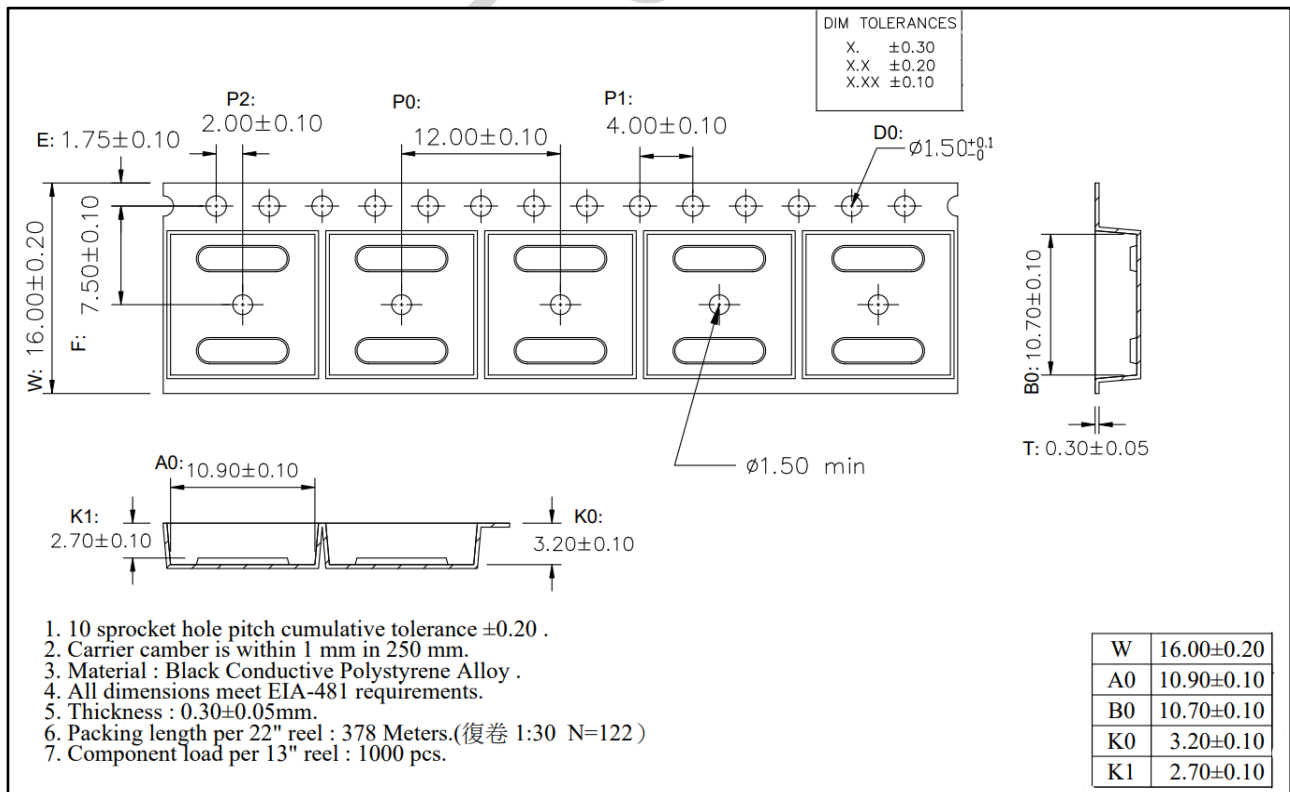 DIM TOLERANCES
X. ±0.30
X.X ±0.20
X.XX ±0.10
P2:
2.00±0.10
P0:
12.00±0.10
P1:
4.00±0.10
D0:
Ø1.50+0.1
-0
E: 1.75±0.10
W: 16.00±0.20
F: 7.50±0.10
B0: 10.70±0.10
T: 0.30±0.05
Ø1.50 min
A0: 10.90±0.10
K1:
2.70±0.10
K0:
3.20±0.10
1. 10 sprocket hole pitch cumulative tolerance ±0.20 .
2. Carrier camber is within 1 mm in 250 mm.
3. Material : Black Conductive Polystyrene Alloy .
4. All dimensions meet EIA-481 requirements.
5. Thickness : 0.30±0.05mm.
6. Packing length per 22" reel : 378 Meters.(復卷 1:30 N=122 )
7. Component load per 13" reel : 1000 pcs.
W 16.00±0.20
A0 10.90±0.10
B0 10.70±0.10
K0 3.20±0.10
K1 2.70±0.10